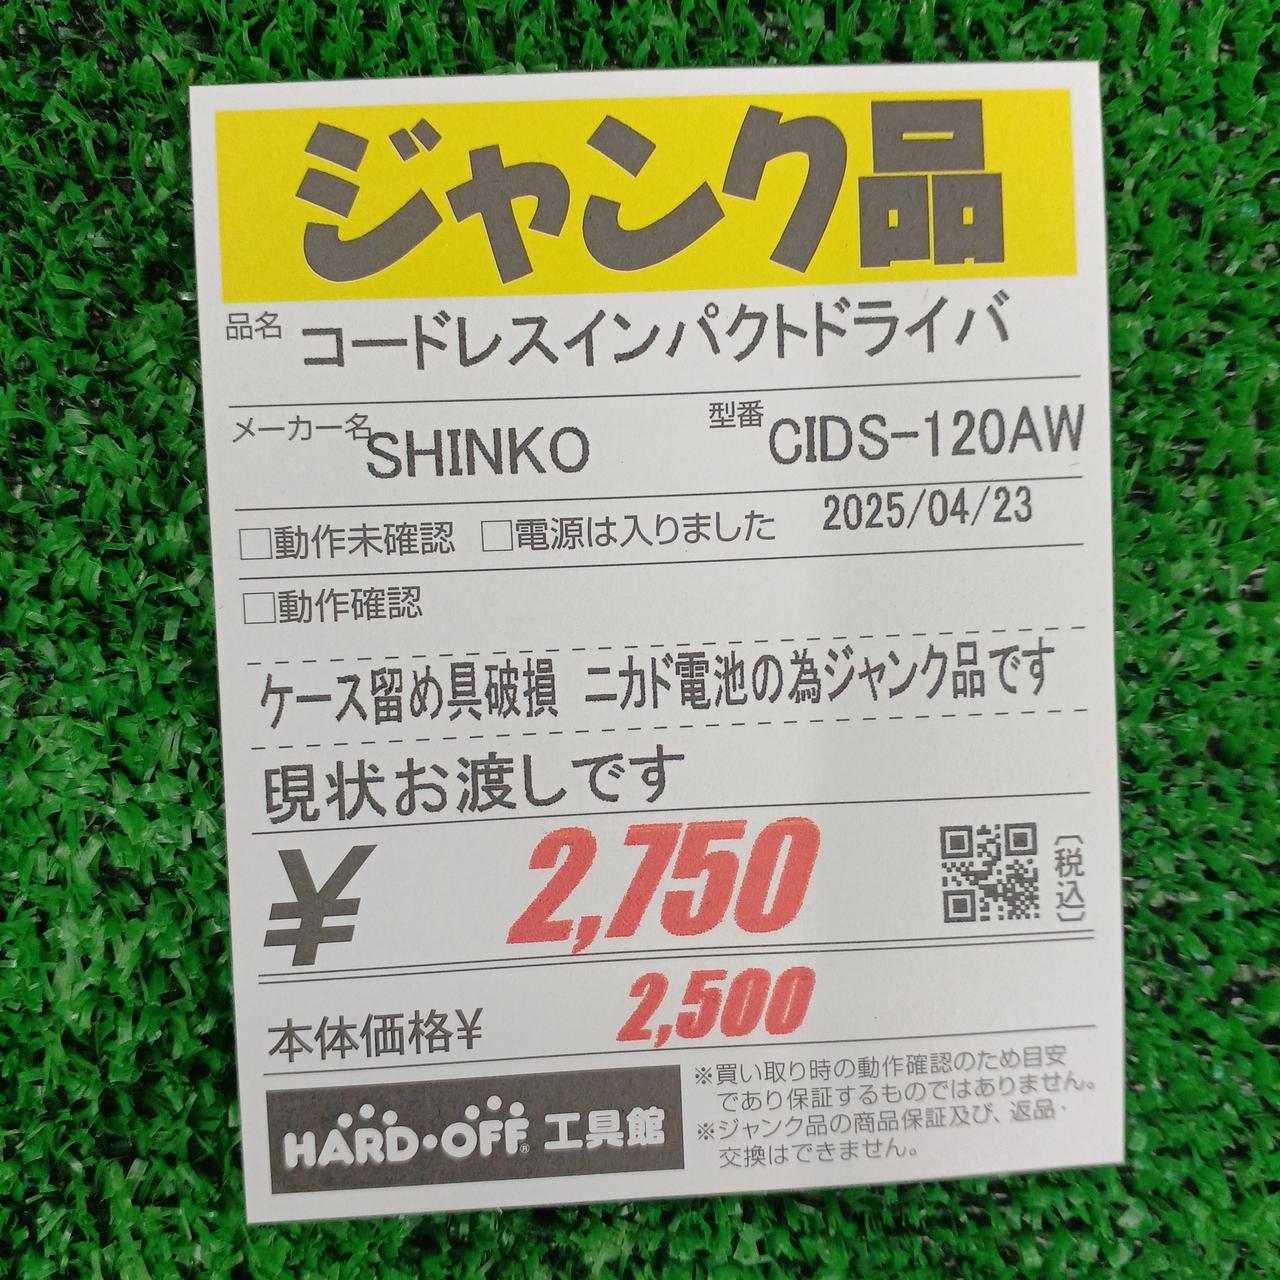 ジャンク品
品名 コードレスインパクトドライバ
メーカー名 SHINKO 型番 CIDS-120AW
□動作未確認 □電源は入りました 2025/04/23
□動作確認
ケース留め具破損 ニカド電池の為ジャンク品です
現状お渡しです
¥ 2,750 〔税込〕
本体価格¥ 2,500
HARD・OFF® 工具館
※買い取り時の動作確認のため目安
であり保証するものではありません。
※ジャンク品の商品保証及び、返品・
交換はできません。